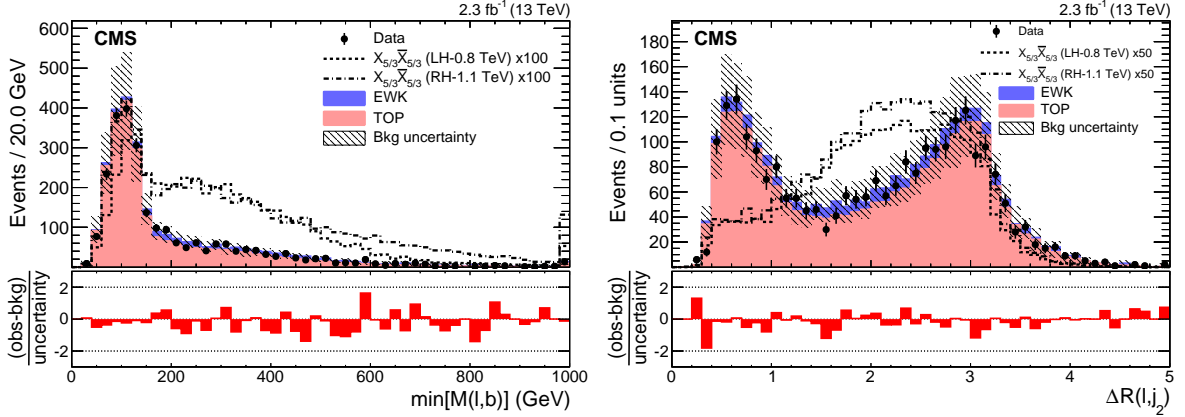 2.3 fb⁻¹ (13 TeV)
CMS
Data
X₅/₃X̅₅/₃ (LH-0.8 TeV) x100
X₅/₃X̅₅/₃ (RH-1.1 TeV) x100
EWK
TOP
Bkg uncertainty
Events / 20.0 GeV
600
500
400
300
200
100
(obs-bkg)
uncertainty
2
0
-2
0 200 400 600 800 1000
min[M(l,b)] (GeV)
2.3 fb⁻¹ (13 TeV)
CMS
Data
X₅/₃X̅₅/₃ (LH-0.8 TeV) x50
X₅/₃X̅₅/₃ (RH-1.1 TeV) x50
EWK
TOP
Bkg uncertainty
Events / 0.1 units
180
160
140
120
100
80
60
40
20
(obs-bkg)
uncertainty
2
0
-2
0 1 2 3 4 5
ΔR(l,j₂)